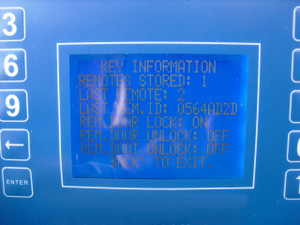 3
6
9
←
ENTER
KEY INFORMATION
REMOTES STORED: 1
LAST REMOTE: 2
LAST REM.ID: 0564AD2D
REM.DOOR LOCK: ON
REM.DOOR UNLOCK: OFF
REM.BOOT UNLOCK: OFF
TO EXIT